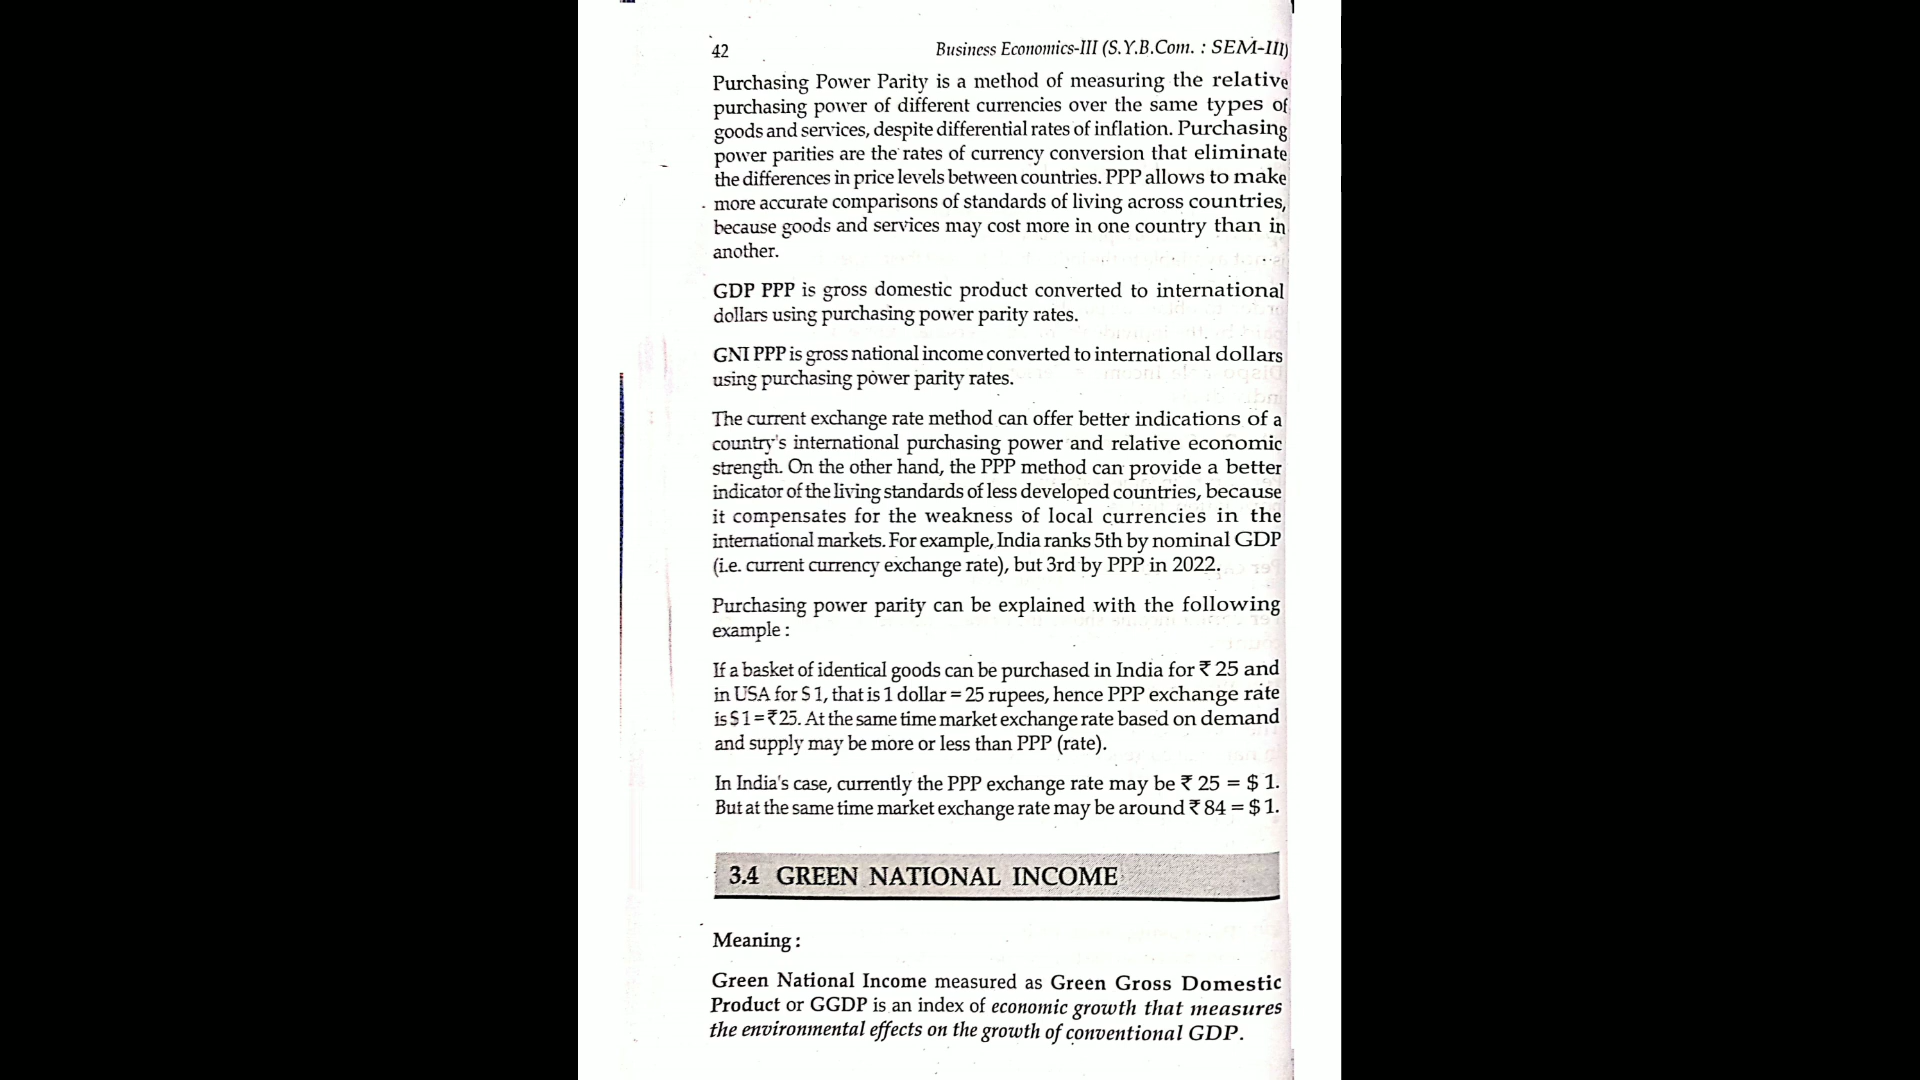 42 Business Economics-III (S.Y.B.Com. : SEM-III)
Purchasing Power Parity is a method of measuring the relative
purchasing power of different currencies over the same types of
goods and services, despite differential rates of inflation. Purchasing
power parities are the rates of currency conversion that eliminate
the differences in price levels between countries. PPP allows to make
more accurate comparisons of standards of living across countries,
because goods and services may cost more in one country than in
another.
GDP PPP is gross domestic product converted to international
dollars using purchasing power parity rates.
GNI PPP is gross national income converted to international dollars
using purchasing power parity rates.
The current exchange rate method can offer better indications of a
country's international purchasing power and relative economic
strength. On the other hand, the PPP method can provide a better
indicator of the living standards of less developed countries, because
it compensates for the weakness of local currencies in the
international markets. For example, India ranks 5th by nominal GDP
(i.e. current currency exchange rate), but 3rd by PPP in 2022.
Purchasing power parity can be explained with the following
example :
If a basket of identical goods can be purchased in India for ₹ 25 and
in USA for $ 1, that is 1 dollar = 25 rupees, hence PPP exchange rate
is $ 1 = ₹ 25. At the same time market exchange rate based on demand
and supply may be more or less than PPP (rate).
In India's case, currently the PPP exchange rate may be ₹ 25 = $ 1.
But at the same time market exchange rate may be around ₹ 84 = $ 1.
3.4 GREEN NATIONAL INCOME
Meaning :
Green National Income measured as Green Gross Domestic
Product or GGDP is an index of economic growth that measures
the environmental effects on the growth of conventional GDP.